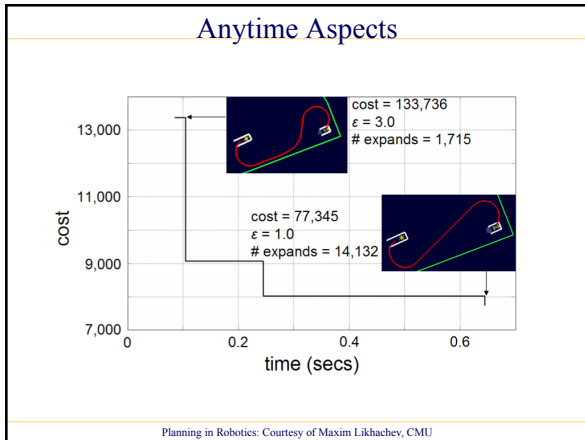 Anytime Aspects
cost = 133,736
ε = 3.0
# expands = 1,715
cost = 77,345
ε = 1.0
# expands = 14,132
cost
13,000
11,000
9,000
7,000
0
0.2
0.4
0.6
time (secs)
Planning in Robotics: Courtesy of Maxim Likhachev, CMU